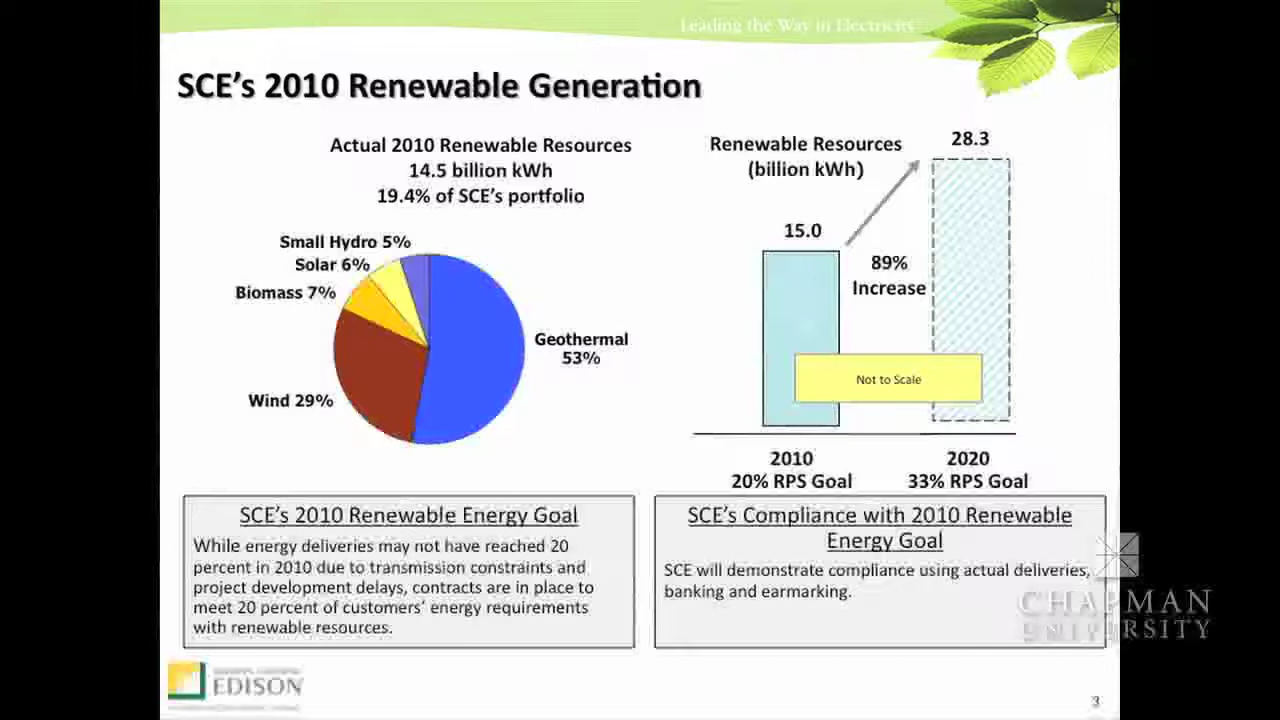 Leading the Way in Electricity
SCE's 2010 Renewable Generation
Actual 2010 Renewable Resources
14.5 billion kWh
19.4% of SCE's portfolio
Small Hydro 5%
Solar 6%
Biomass 7%
Geothermal
53%
Wind 29%
Renewable Resources
(billion kWh)
28.3
15.0
89%
Increase
Not to Scale
2010
20% RPS Goal
2020
33% RPS Goal
SCE's 2010 Renewable Energy Goal
While energy deliveries may not have reached 20
percent in 2010 due to transmission constraints and
project development delays, contracts are in place to
meet 20 percent of customers' energy requirements
with renewable resources.
SCE's Compliance with 2010 Renewable
Energy Goal
SCE will demonstrate compliance using actual deliveries,
banking and earmarking.
CHAPMAN
UNIVERSITY
EDISON
3